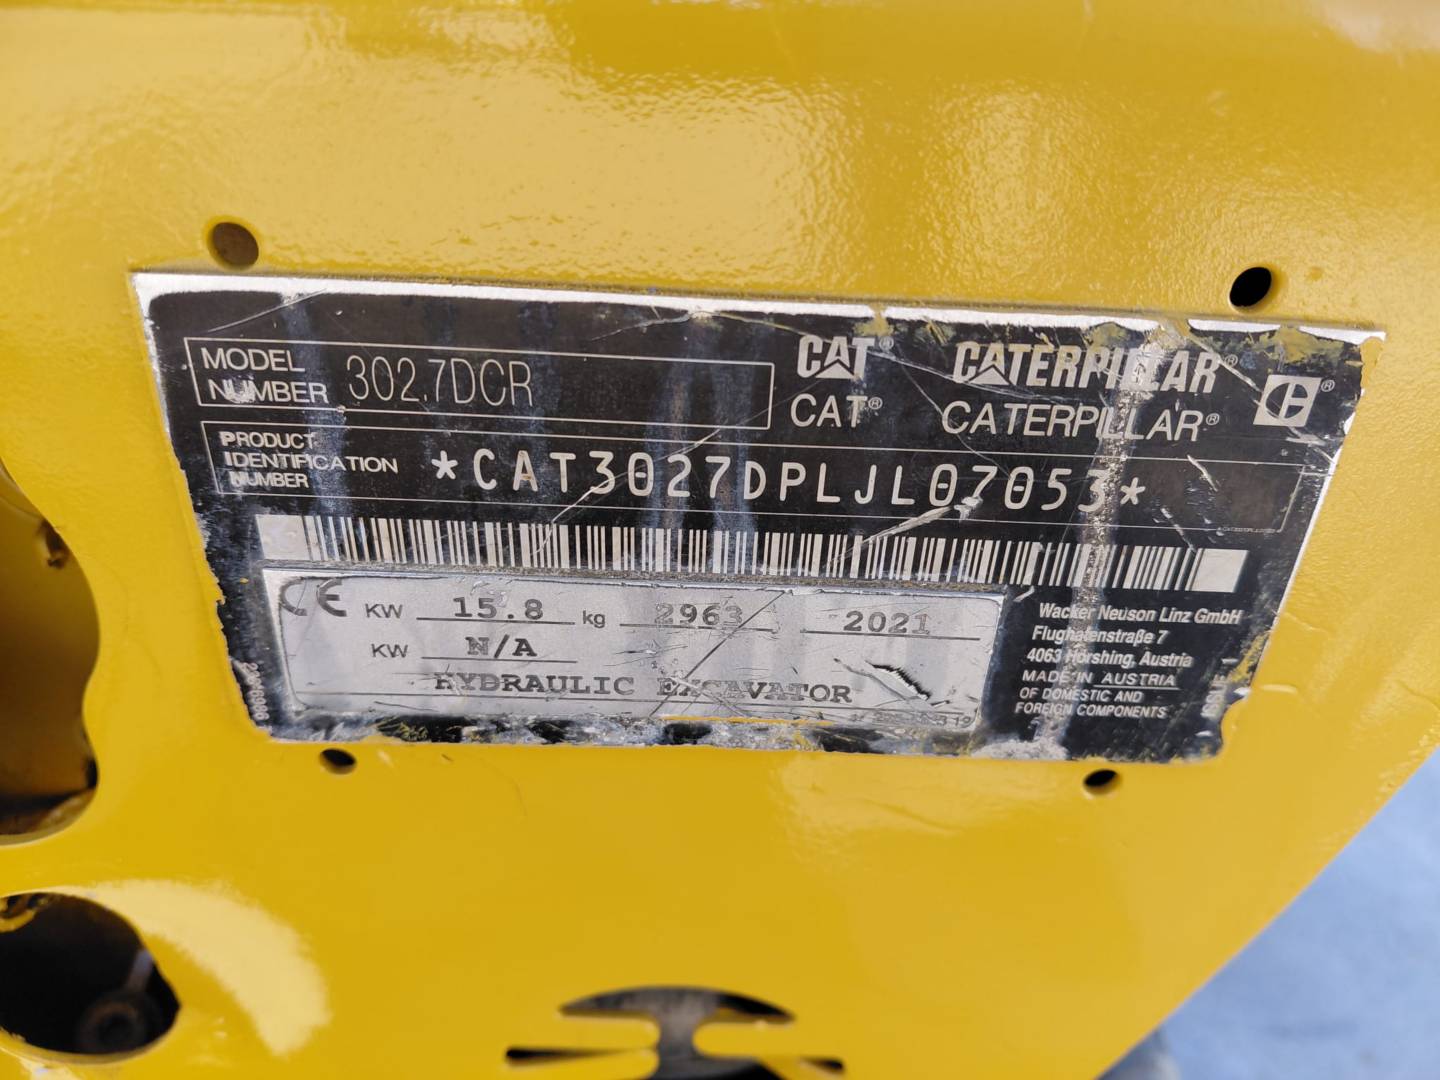 MODEL NUMBER 302.7DCR
CAT® CATERPILLAR®
CAT® CATERPILLAR®
PRODUCT IDENTIFICATION NUMBER *CAT3027DPLJL07053*
CE KW 15.8 kg 2963 2021
KW N/A
HYDRAULIC EXCAVATOR
Wacker Neuson Linz GmbH
Flughafenstraße 7
4063 Hörshing, Austria
MADE IN AUSTRIA
OF DOMESTIC AND
FOREIGN COMPONENTS